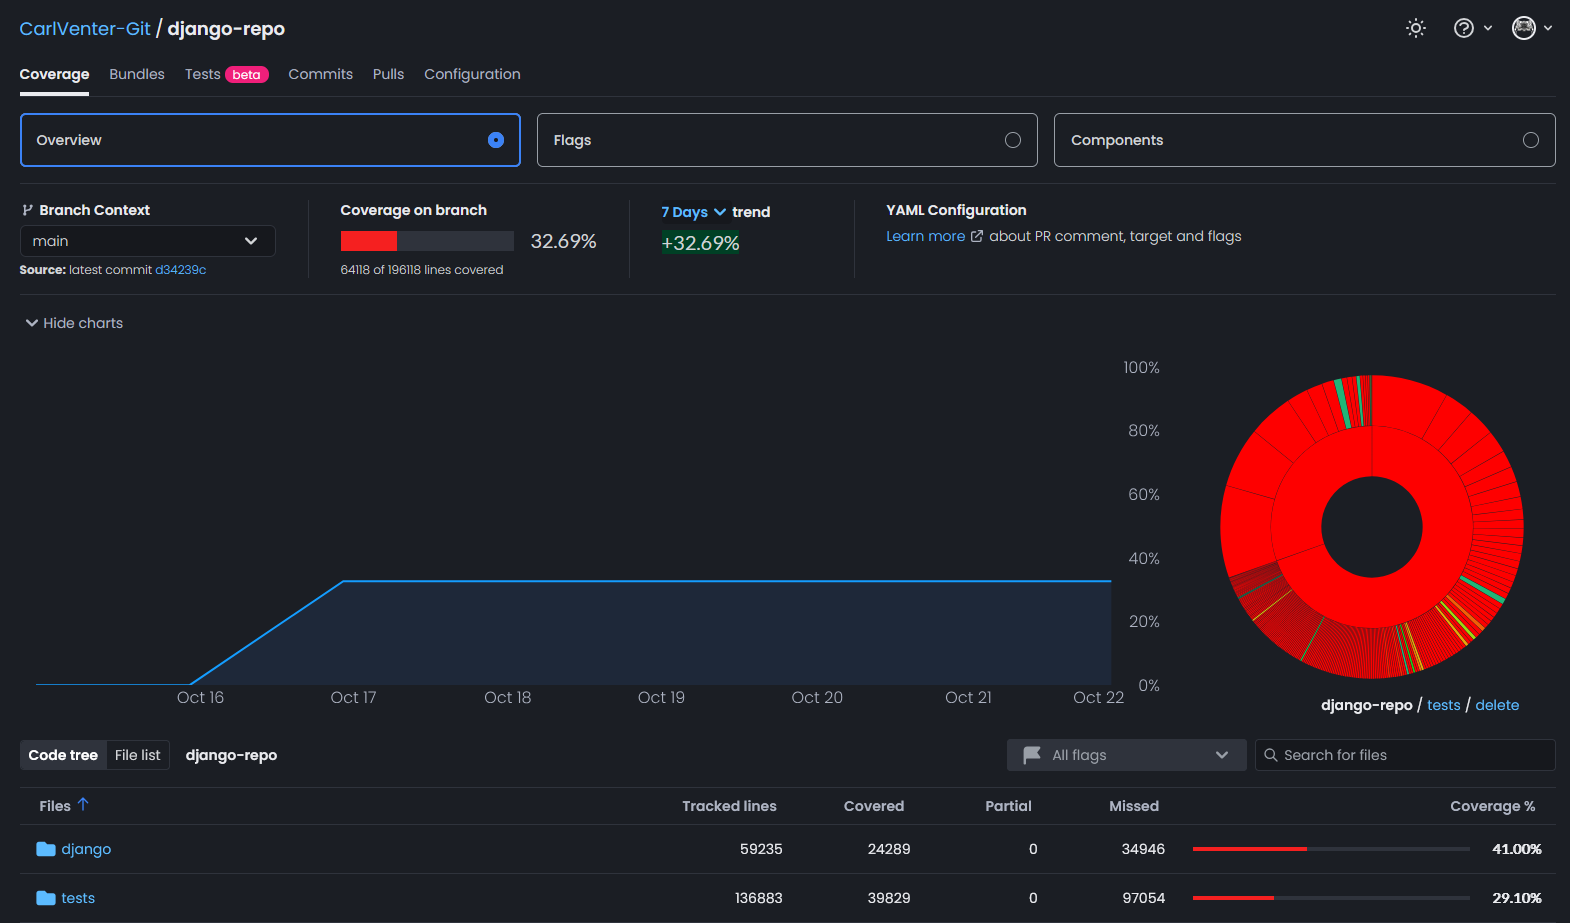 CarlVenter-Git / django-repo
Coverage Bundles Tests beta Commits Pulls Configuration
Overview
Flags
Components
Branch Context
main
Source: latest commit d34239c
Coverage on branch
32.69%
64118 of 196118 lines covered
7 Days trend
+32.69%
YAML Configuration
Learn more about PR comment, target and flags
Hide charts
100%
80%
60%
40%
20%
0%
Oct 16 Oct 17 Oct 18 Oct 19 Oct 20 Oct 21 Oct 22
django-repo / tests / delete
Code tree File list django-repo
All flags
Search for files
Files Tracked lines Covered Partial Missed Coverage %
django 59235 24289 0 34946 41.00%
tests 136883 39829 0 97054 29.10%